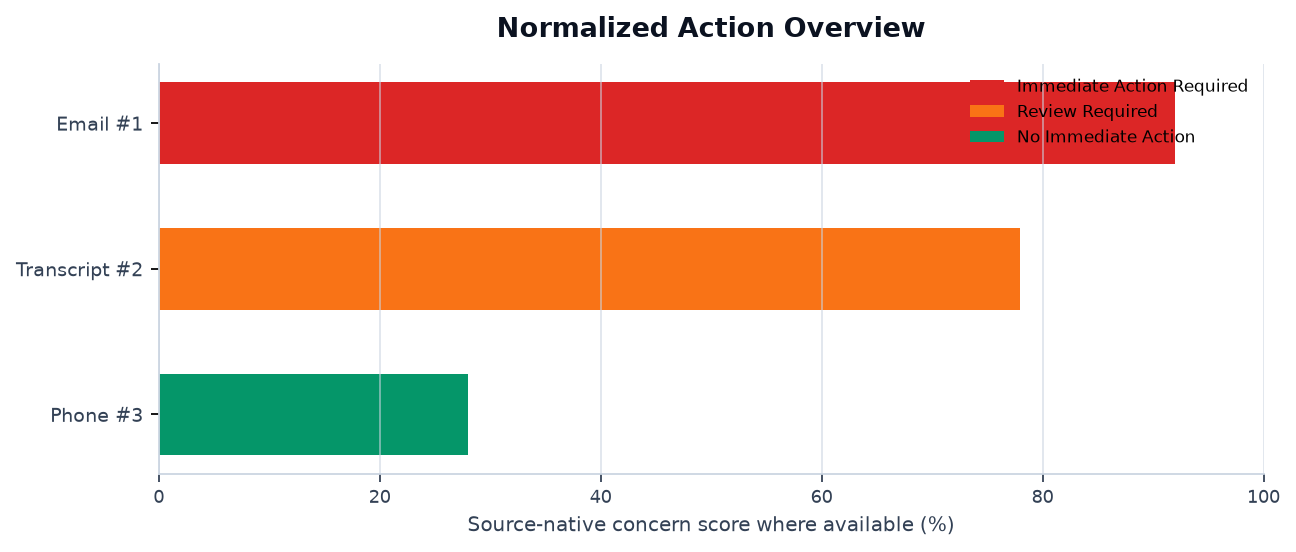 Normalized Action Overview
Immediate Action Required
Review Required
No Immediate Action
Email #1
Transcript #2
Phone #3
0 20 40 60 80 100
Source-native concern score where available (%)